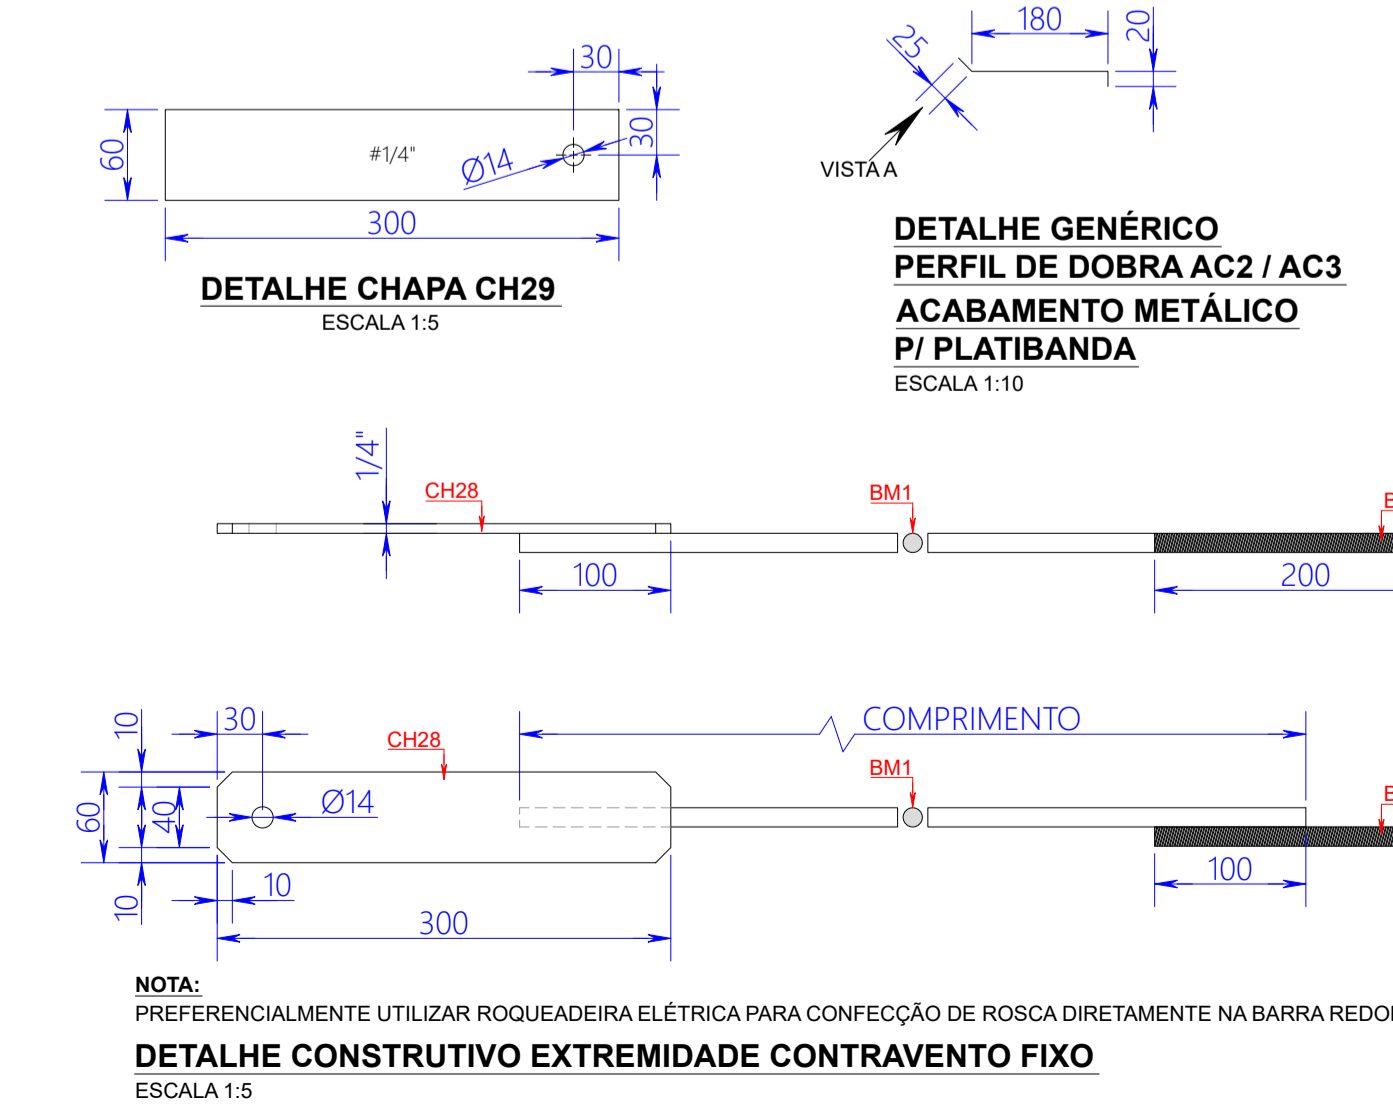 30
30
60
#1/4"
Ø14
300
DETALHE CHAPA CH29
ESCALA 1:5
180
20
25
VISTA A
DETALHE GENÉRICO
PERFIL DE DOBRA AC2 / AC3
ACABAMENTO METÁLICO
P/ PLATIBANDA
ESCALA 1:10
1/4"
CH28
BM1
B
100
200
10
30
CH28
COMPRIMENTO
BM1
B
60
40
Ø14
10
10
300
100
NOTA:
PREFERENCIALMENTE UTILIZAR ROQUEADEIRA ELÉTRICA PARA CONFECÇÃO DE ROSCA DIRETAMENTE NA BARRA REDO
DETALHE CONSTRUTIVO EXTREMIDADE CONTRAVENTO FIXO
ESCALA 1:5